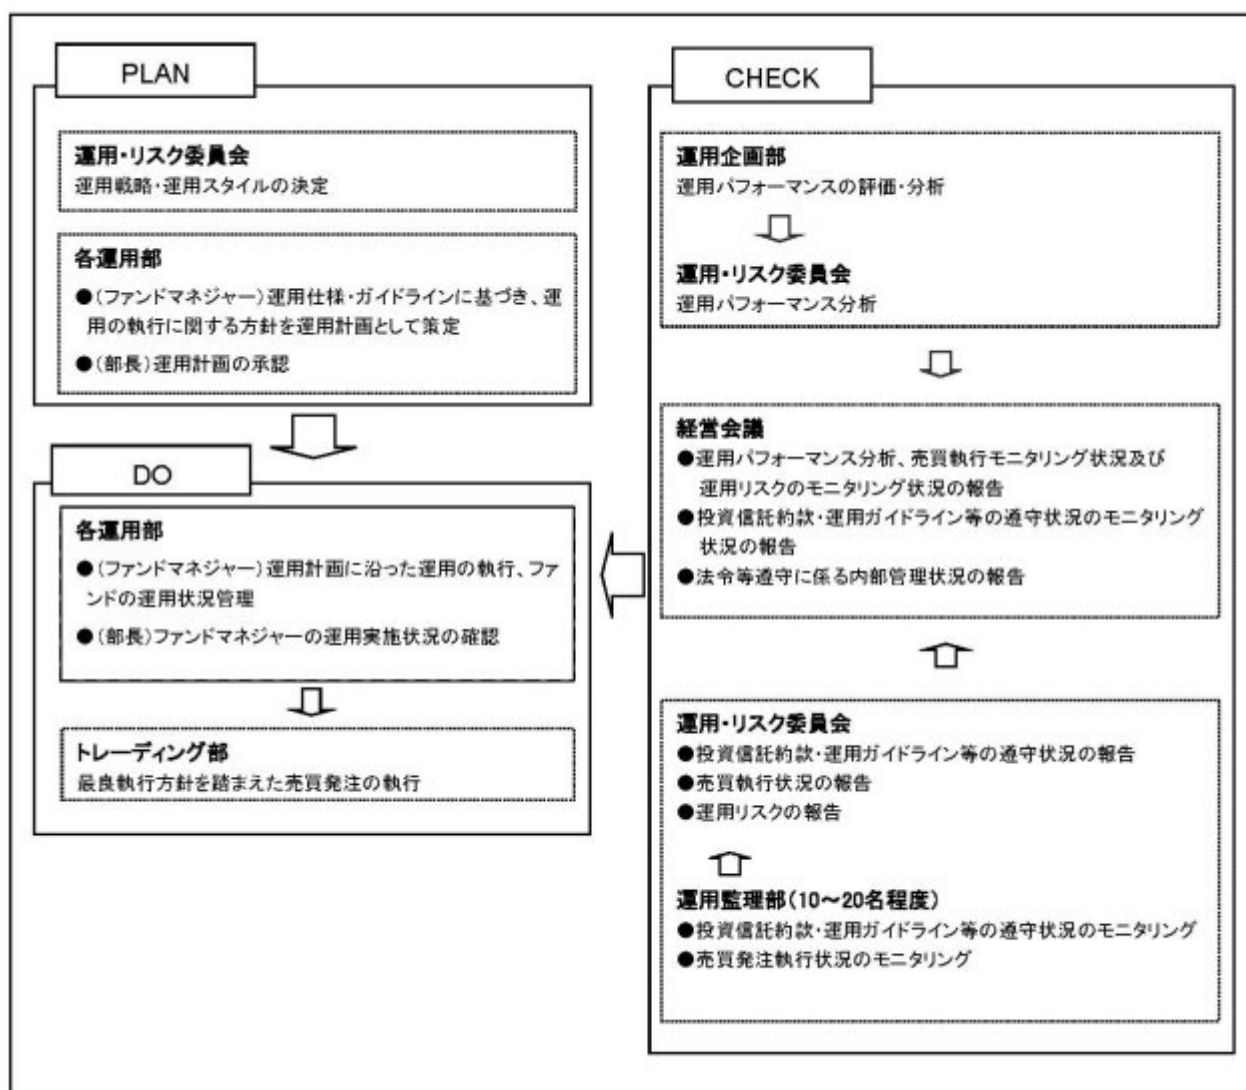 PLAN
運用・リスク委員会
運用戦略・運用スタイルの決定
各運用部
●（ファンドマネジャー）運用仕様・ガイドラインに基づき、運
用の執行に関する方針を運用計画として策定
●（部長）運用計画の承認
DO
各運用部
●（ファンドマネジャー）運用計画に沿った運用の執行、ファ
ンドの運用状況管理
●（部長）ファンドマネジャーの運用実施状況の確認
トレーディング部
最良執行方針を踏まえた売買発注の執行
CHECK
運用企画部
運用パフォーマンスの評価・分析
運用・リスク委員会
運用パフォーマンス分析
経営会議
●運用パフォーマンス分析、売買執行モニタリング状況及び
運用リスクのモニタリング状況の報告
●投資信託約款・運用ガイドライン等の遵守状況のモニタリング
状況の報告
●法令等遵守に係る内部管理状況の報告
運用・リスク委員会
●投資信託約款・運用ガイドライン等の遵守状況の報告
●売買執行状況の報告
●運用リスクの報告
運用監理部（10～20名程度）
●投資信託約款・運用ガイドライン等の遵守状況のモニタリング
●売買発注執行状況のモニタリング